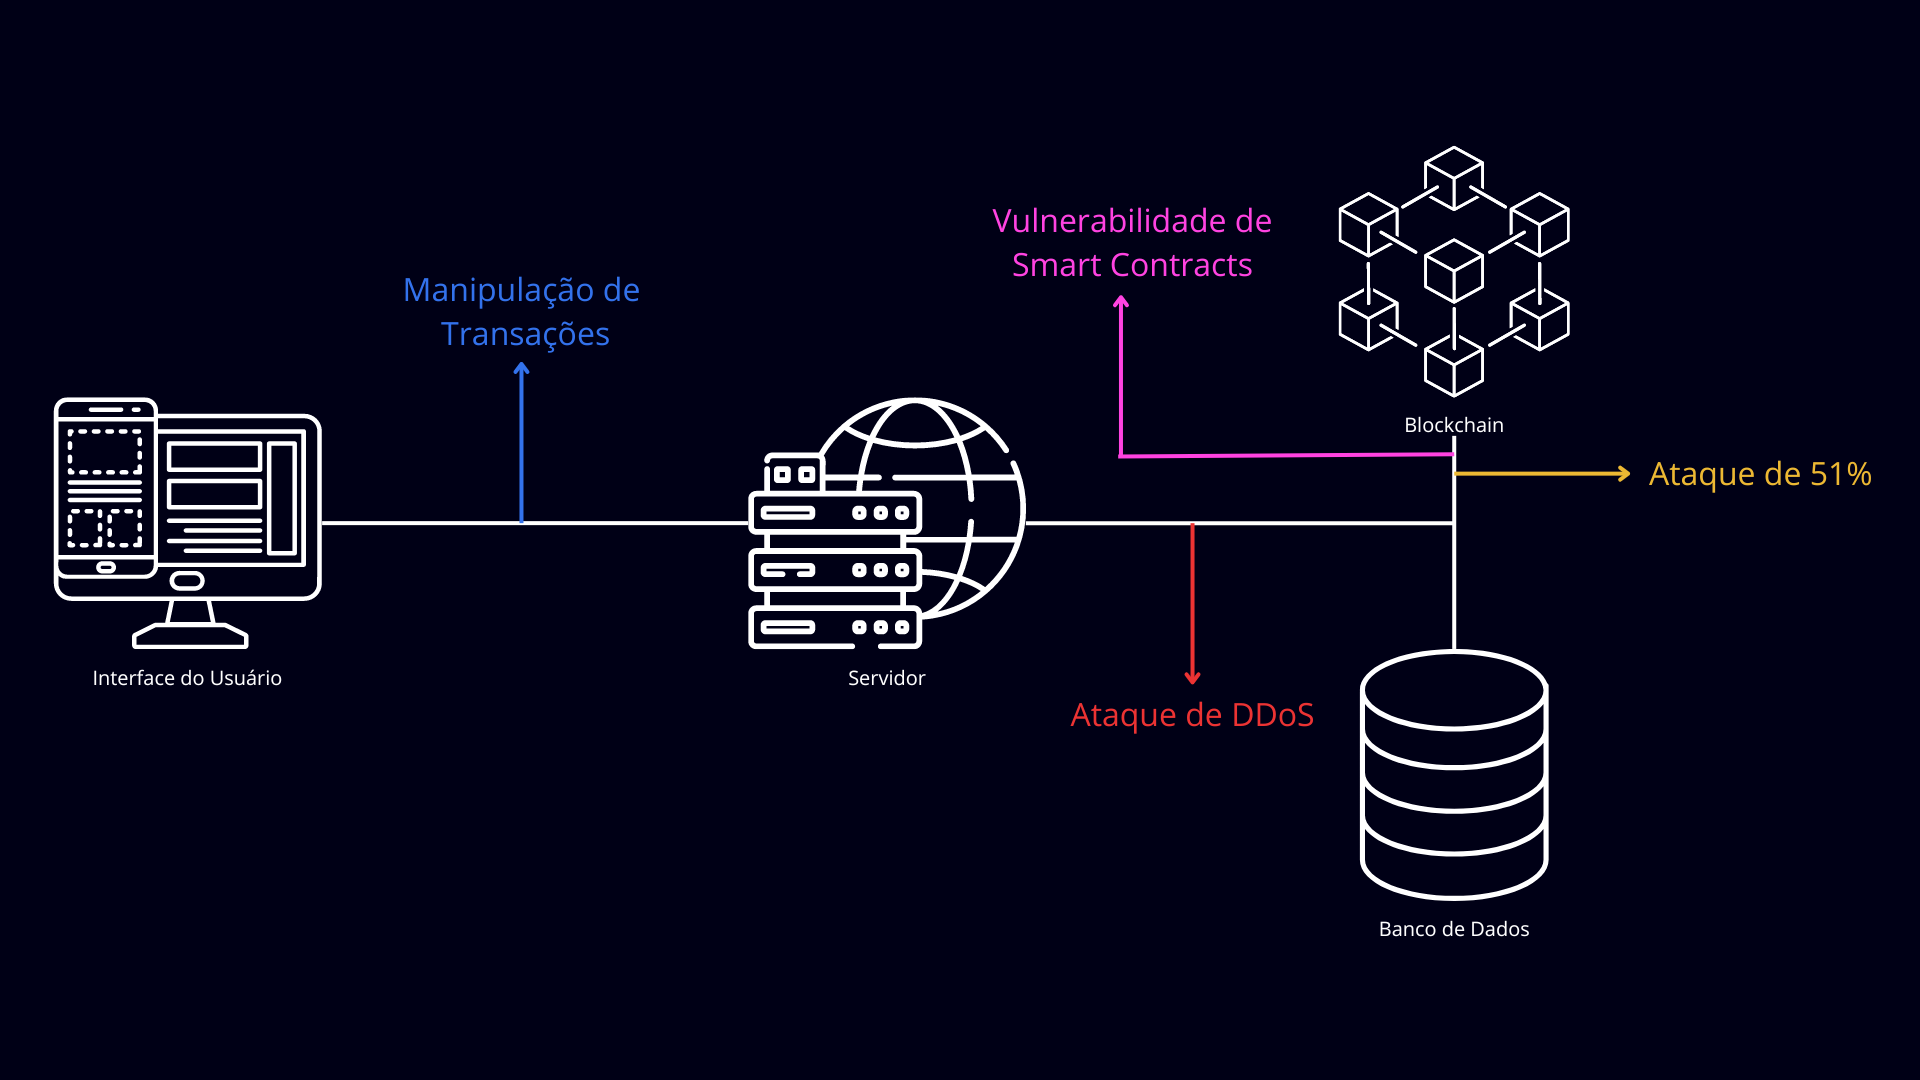 Vulnerabilidade de
Smart Contracts
Manipulação de
Transações
Blockchain
Ataque de 51%
Interface do Usuário
Servidor
Ataque de DDoS
Banco de Dados